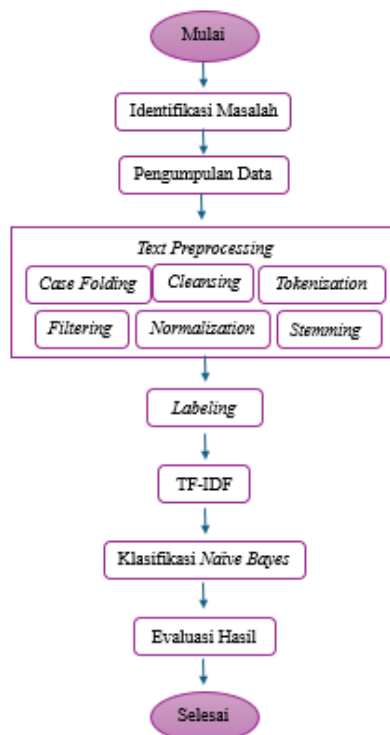 Mulai
Identifikasi Masalah
Pengumpulan Data
Text Preprocessing
Case Folding Cleansing Tokenization
Filtering Normalization Stemming
Labeling
TF-IDF
Klasifikasi Naïve Bayes
Evaluasi Hasil
Selesai